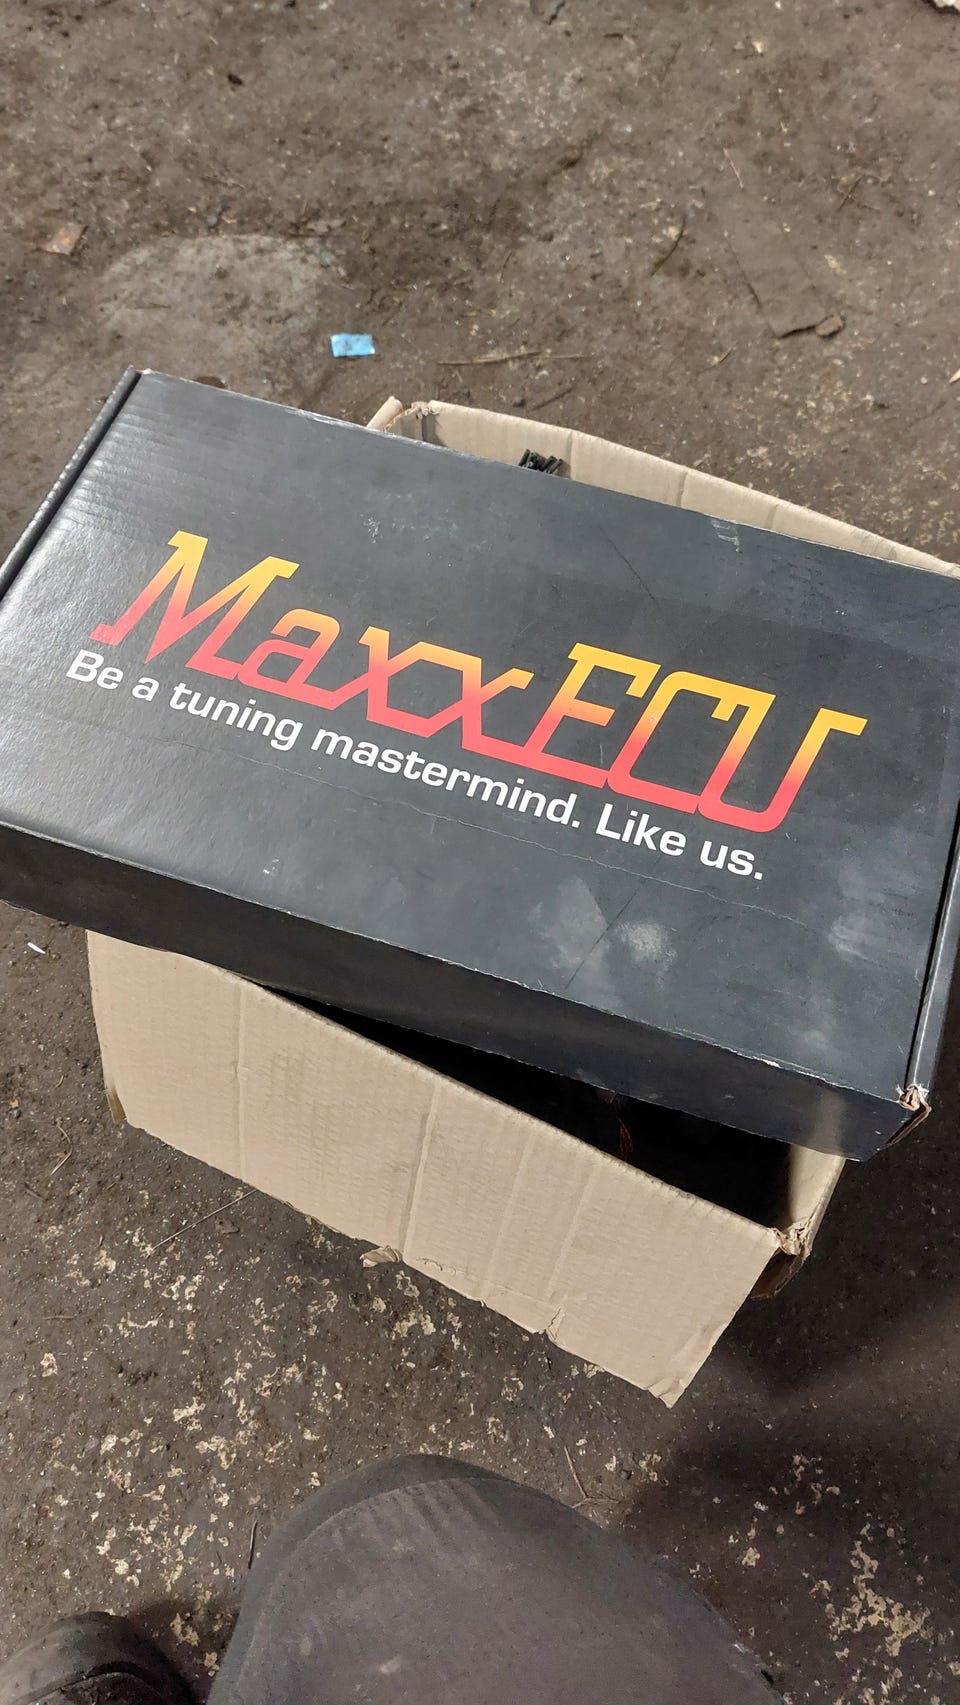 MaxxECU
Be a tuning mastermind. Like us.